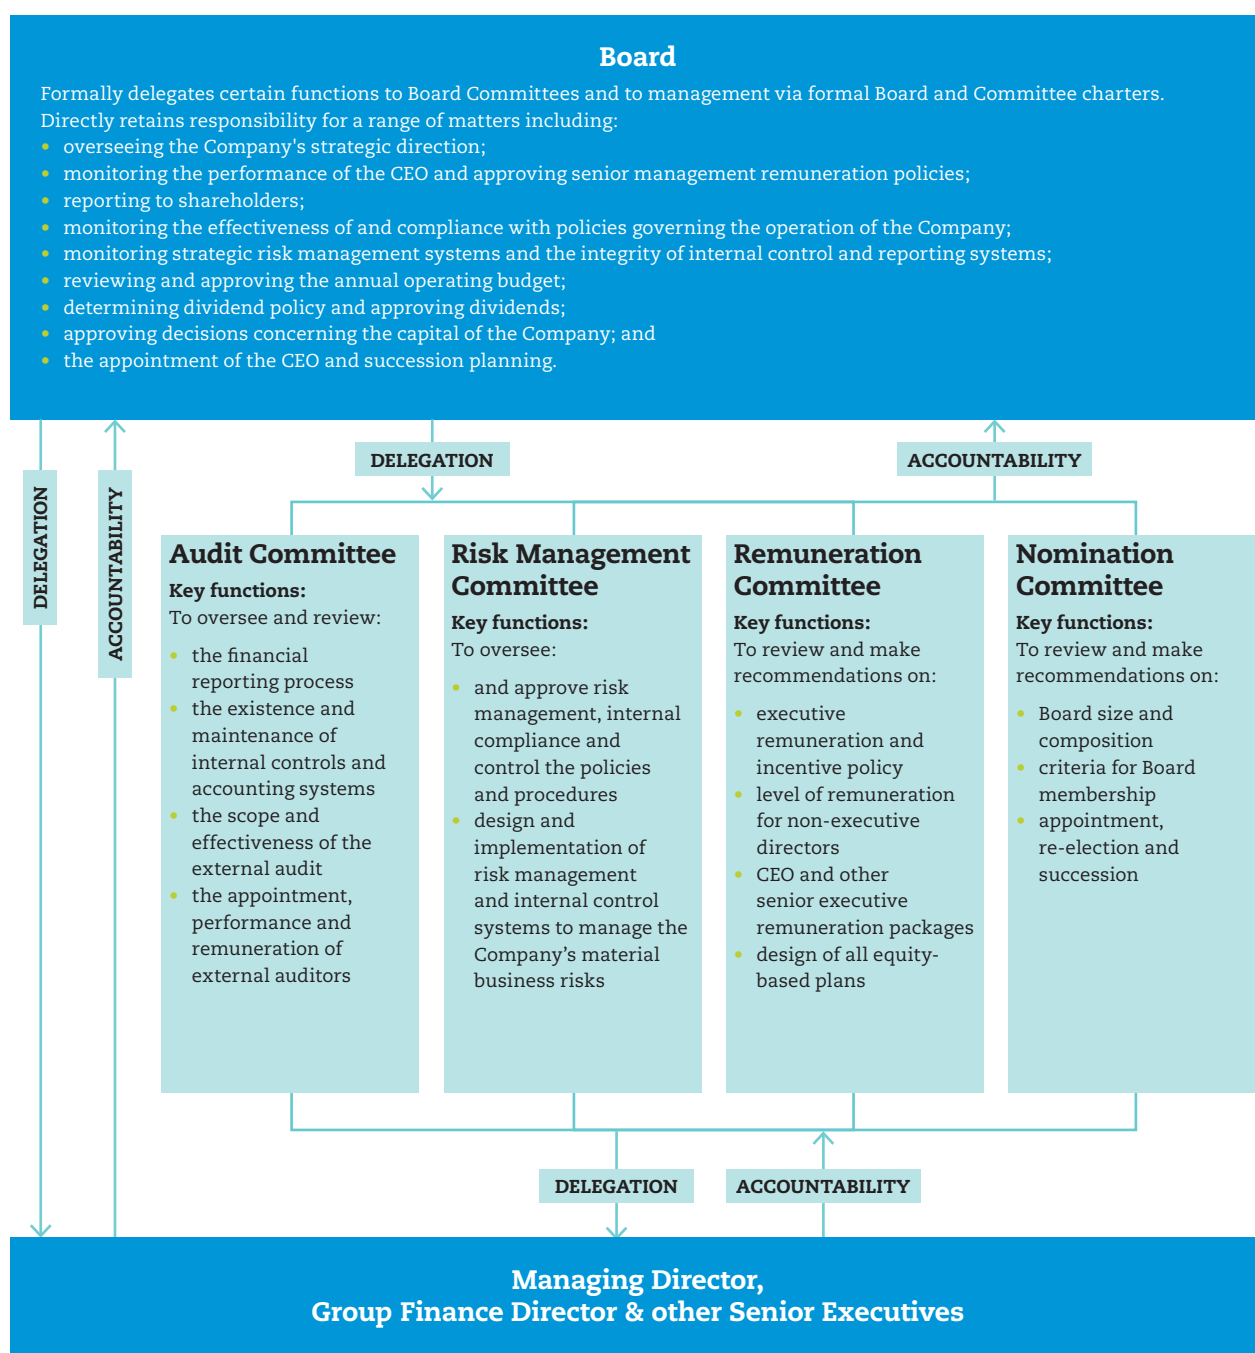 Board
Formally delegates certain functions to Board Committees and to management via formal Board and Committee charters.
Directly retains responsibility for a range of matters including:
• overseeing the Company's strategic direction;
• monitoring the performance of the CEO and approving senior management remuneration policies;
• reporting to shareholders;
• monitoring the effectiveness of and compliance with policies governing the operation of the Company;
• monitoring strategic risk management systems and the integrity of internal control and reporting systems;
• reviewing and approving the annual operating budget;
• determining dividend policy and approving dividends;
• approving decisions concerning the capital of the Company; and
• the appointment of the CEO and succession planning.
DELEGATION
ACCOUNTABILITY
DELEGATION
ACCOUNTABILITY
Audit Committee
Key functions:
To oversee and review:
• the financial
reporting process
• the existence and
maintenance of
internal controls and
accounting systems
• the scope and
effectiveness of the
external audit
• the appointment,
performance and
remuneration of
external auditors
Risk Management
Committee
Key functions:
To oversee:
• and approve risk
management, internal
compliance and
control the policies
and procedures
• design and
implementation of
risk management
and internal control
systems to manage the
Company’s material
business risks
Remuneration
Committee
Key functions:
To review and make
recommendations on:
• executive
remuneration and
incentive policy
• level of remuneration
for non-executive
directors
• CEO and other
senior executive
remuneration packages
• design of all equity-
based plans
Nomination
Committee
Key functions:
To review and make
recommendations on:
• Board size and
composition
• criteria for Board
membership
• appointment,
re-election and
succession
DELEGATION
ACCOUNTABILITY
Managing Director,
Group Finance Director & other Senior Executives